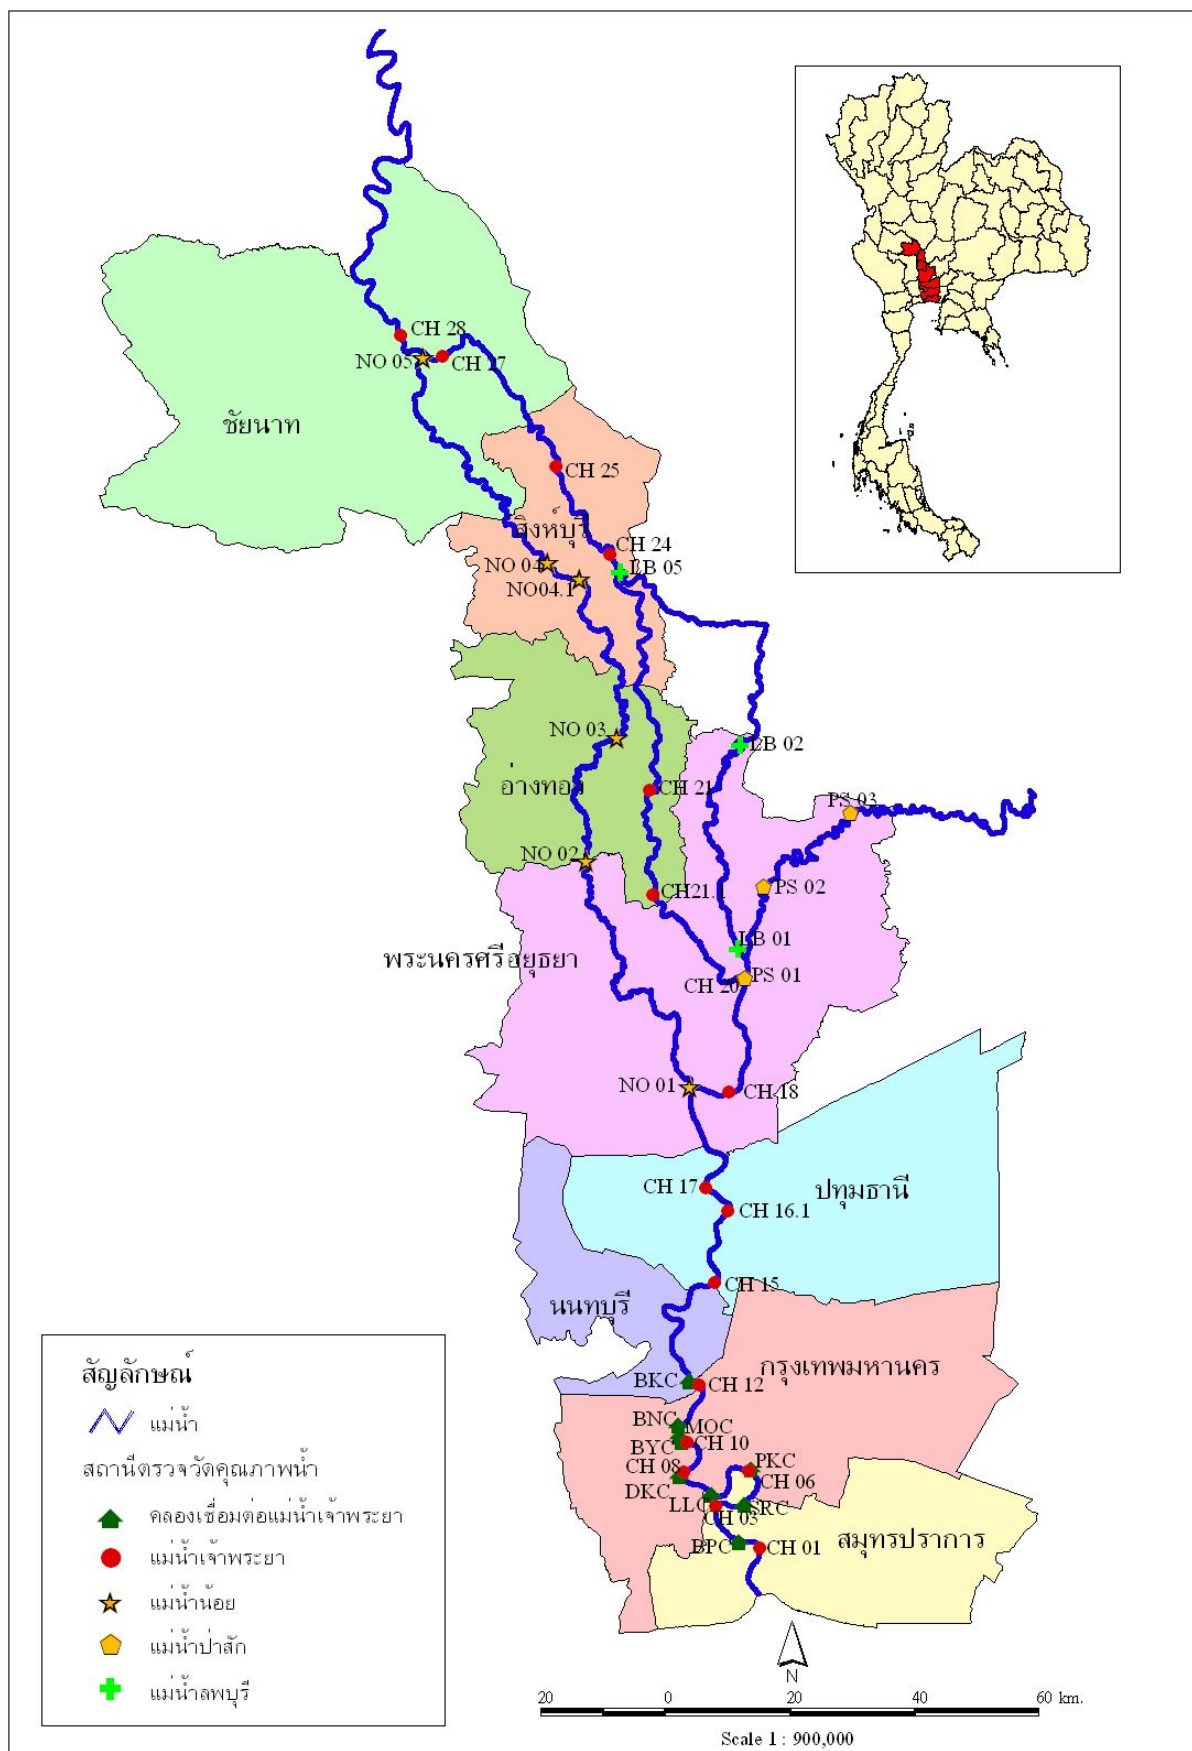 CH 28
NO 05
CH 27
ชัยนาท
CH 25
สิงห์บุรี
CH 24
NO 04
LB 05
NO04.1
NO 03
LB 02
อ่างทอง
CH 21
PS 03
NO 02
PS 02
CH21.1
LB 01
พระนครศรีอยุธยา
CH 20
PS 01
NO 01
CH 18
CH 17
ปทุมธานี
CH 16.1
CH 15
นนทบุรี
กรุงเทพมหานคร
BKC
CH 12
BNC
MOC
BYC
CH 10
CH 08
PKC
CH 06
DKC
LLC
SRC
CH 03
BPC
CH 01
สมุทรปราการ
สัญลักษณ์
แม่น้ำ
สถานีตรวจวัดคุณภาพน้ำ
คลองเชื่อมต่อแม่น้ำเจ้าพระยา
แม่น้ำเจ้าพระยา
แม่น้ำน้อย
แม่น้ำป่าสัก
แม่น้ำลพบุรี
N
20 0 20 40 60 km.
Scale 1 : 900,000